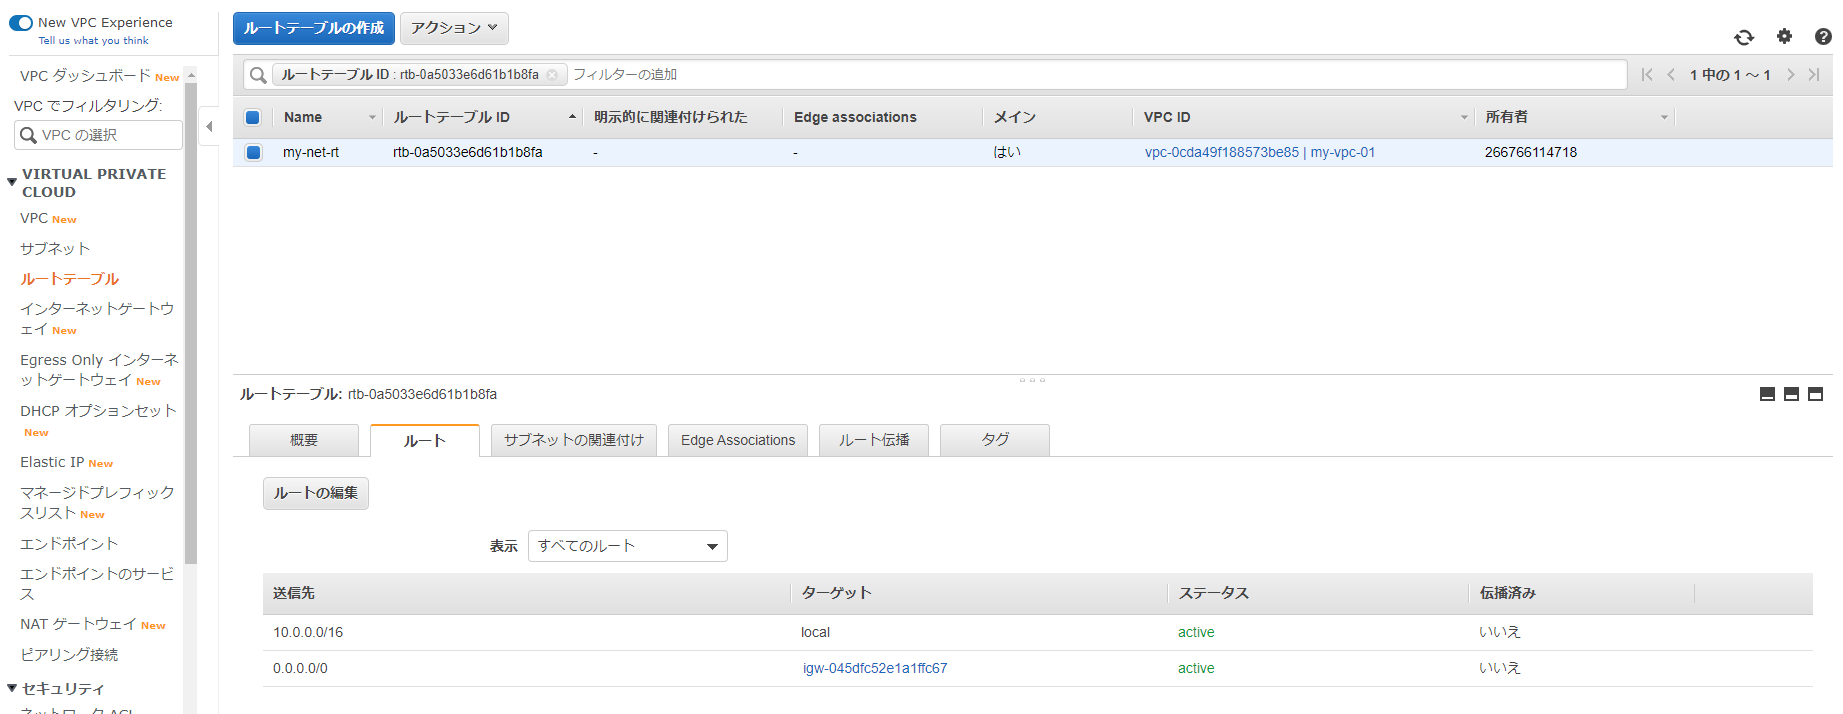 New VPC Experience
Tell us what you think
VPC ダッシュボード New
VPC でフィルタリング:
VPC の選択
VIRTUAL PRIVATE
CLOUD
VPC New
サブネット
ルートテーブル
インターネットゲートウ
ェイ New
Egress Only インターネ
ットゲートウェイ New
DHCP オプションセット
New
Elastic IP New
マネージドプレフィック
スリスト New
エンドポイント
エンドポイントのサービ
ス
NAT ゲートウェイ New
ピアリング接続
セキュリティ
ネットワーク ACL
ルートテーブルの作成 アクション
ルートテーブル ID : rtb-0a5033e6d61b1b8fa フィルターの追加 1 中の 1 ～ 1
Name ルートテーブル ID 明示的に関連付けられた Edge associations メイン VPC ID 所有者
my-net-rt rtb-0a5033e6d61b1b8fa - - はい vpc-0cda49f188573be85 | my-vpc-01 266766114718
ルートテーブル: rtb-0a5033e6d61b1b8fa
概要 ルート サブネットの関連付け Edge Associations ルート伝播 タグ
ルートの編集
表示 すべてのルート
送信先 ターゲット ステータス 伝播済み
10.0.0.0/16 local active いいえ
0.0.0.0/0 igw-045dfc52e1a1ffc67 active いいえ